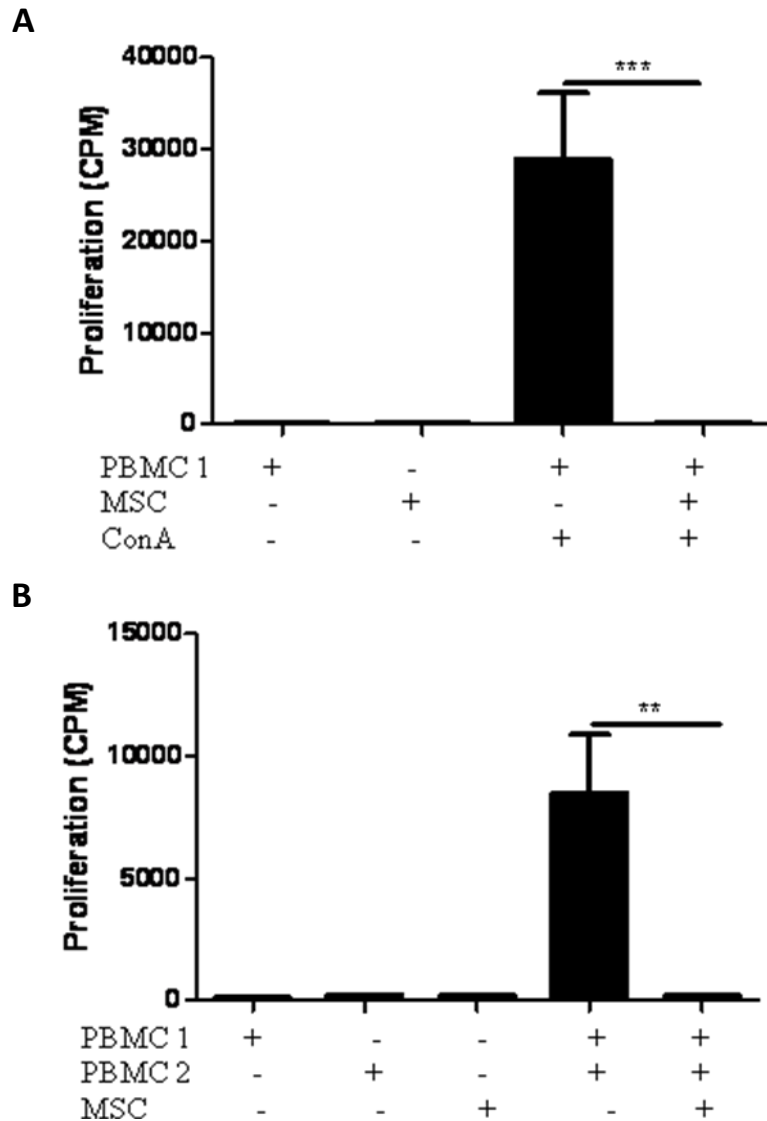 A
Proliferation (CPM)
40000
30000
20000
10000
0
***
PBMC 1 + - + +
MSC - + - +
ConA - - + +
B
Proliferation (CPM)
15000
10000
5000
0
**
PBMC 1 + - - + +
PBMC 2 - + - + +
MSC - - + - +